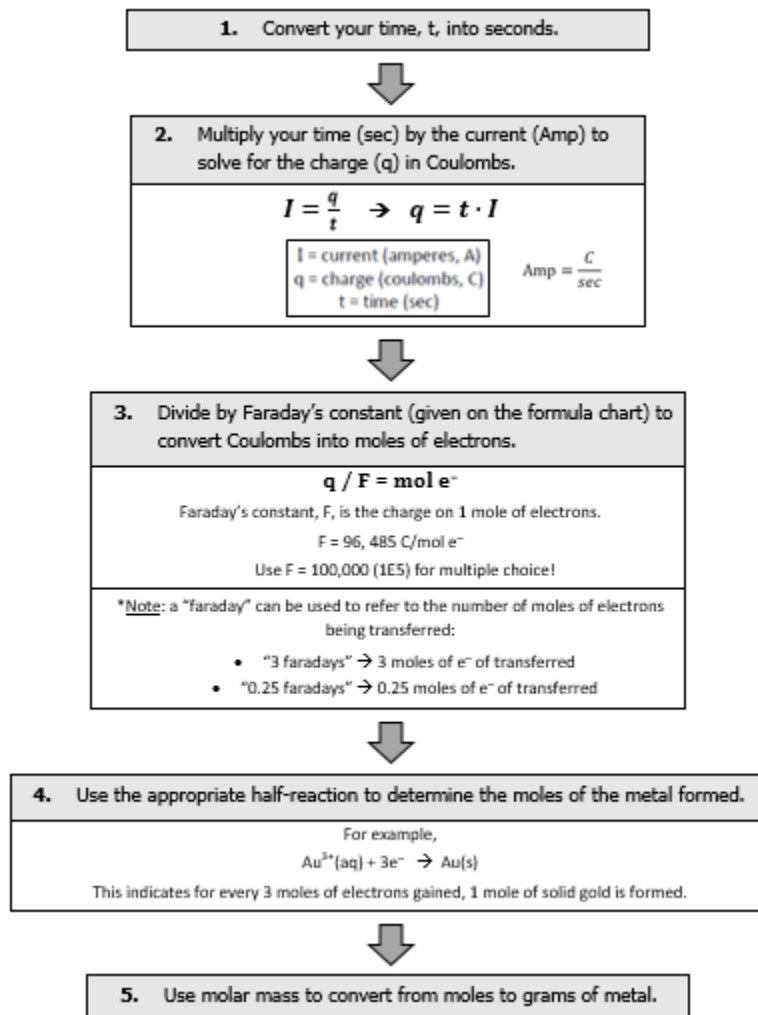 1. Convert your time, t, into seconds.
2. Multiply your time (sec) by the current (Amp) to
solve for the charge (q) in Coulombs.
I = q/t → q = t · I
I = current (amperes, A)
q = charge (coulombs, C)
t = time (sec)
Amp = C/sec
3. Divide by Faraday's constant (given on the formula chart) to
convert Coulombs into moles of electrons.
q / F = mol e⁻
Faraday's constant, F, is the charge on 1 mole of electrons.
F = 96, 485 C/mol e⁻
Use F = 100,000 (1E5) for multiple choice!
*Note: a "faraday" can be used to refer to the number of moles of electrons
being transferred:
• "3 faradays" → 3 moles of e⁻ of transferred
• "0.25 faradays" → 0.25 moles of e⁻ of transferred
4. Use the appropriate half-reaction to determine the moles of the metal formed.
For example,
Au³⁺(aq) + 3e⁻ → Au(s)
This indicates for every 3 moles of electrons gained, 1 mole of solid gold is formed.
5. Use molar mass to convert from moles to grams of metal.